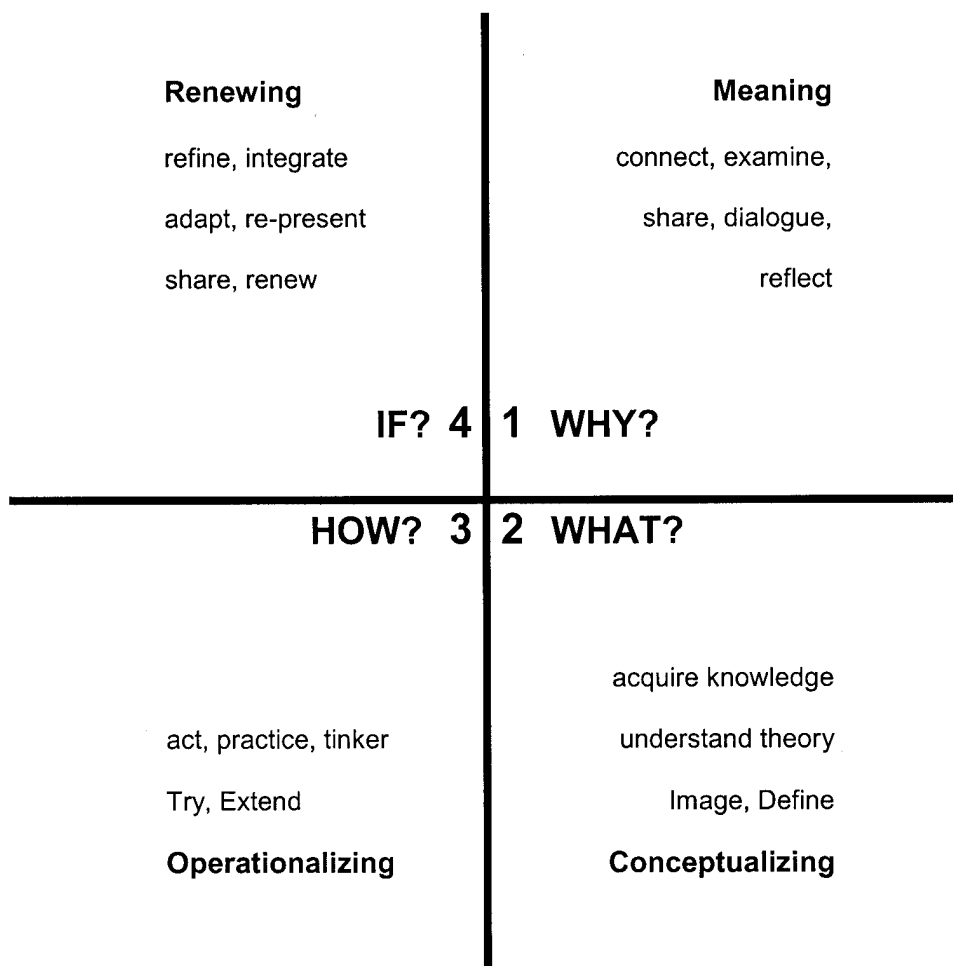 Renewing
refine, integrate
adapt, re-present
share, renew
IF? 4
Meaning
connect, examine,
share, dialogue,
reflect
1 WHY?
HOW? 3
act, practice, tinker
Try, Extend
Operationalizing
2 WHAT?
acquire knowledge
understand theory
Image, Define
Conceptualizing